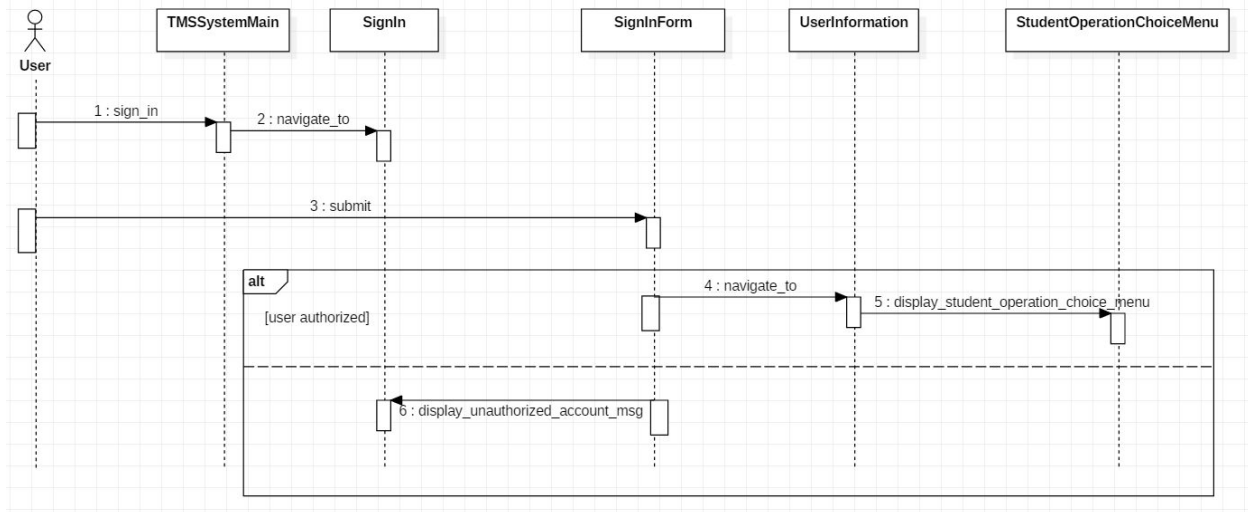 TMSSystemMain
SignIn
SignInForm
UserInformation
StudentOperationChoiceMenu
User
1 : sign_in
2 : navigate_to
3 : submit
alt
4 : navigate_to
5 : display_student_operation_choice_menu
[user authorized]
6 : display_unauthorized_account_msg